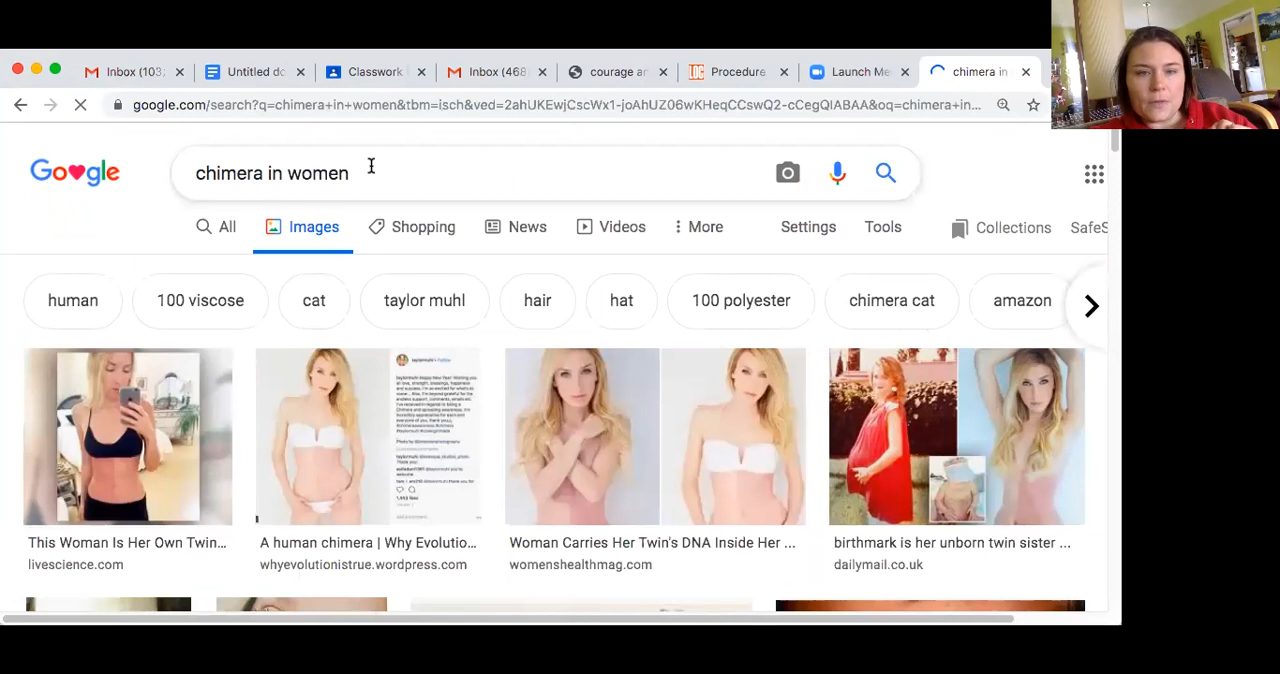 Inbox (103, Untitled do Classwork Inbox (468) courage ar LOC Procedure Launch Me chimera in
google.com/search?q=chimera+in+women&tbm=isch&ved=2ahUKEwjCscWx1-joAhUZ06wKHeqCCswQ2-cCegQIABAA&oq=chimera+in...
Google chimera in women
All Images Shopping News Videos More Settings Tools Collections SafeS
human 100 viscose cat taylor muhl hair hat 100 polyester chimera cat amazon
This Woman Is Her Own Twin... A human chimera | Why Evolutio... Woman Carries Her Twin's DNA Inside Her ... birthmark is her unborn twin sister ...
livescience.com whyevolutionistrue.wordpress.com womenshealthmag.com dailymail.co.uk